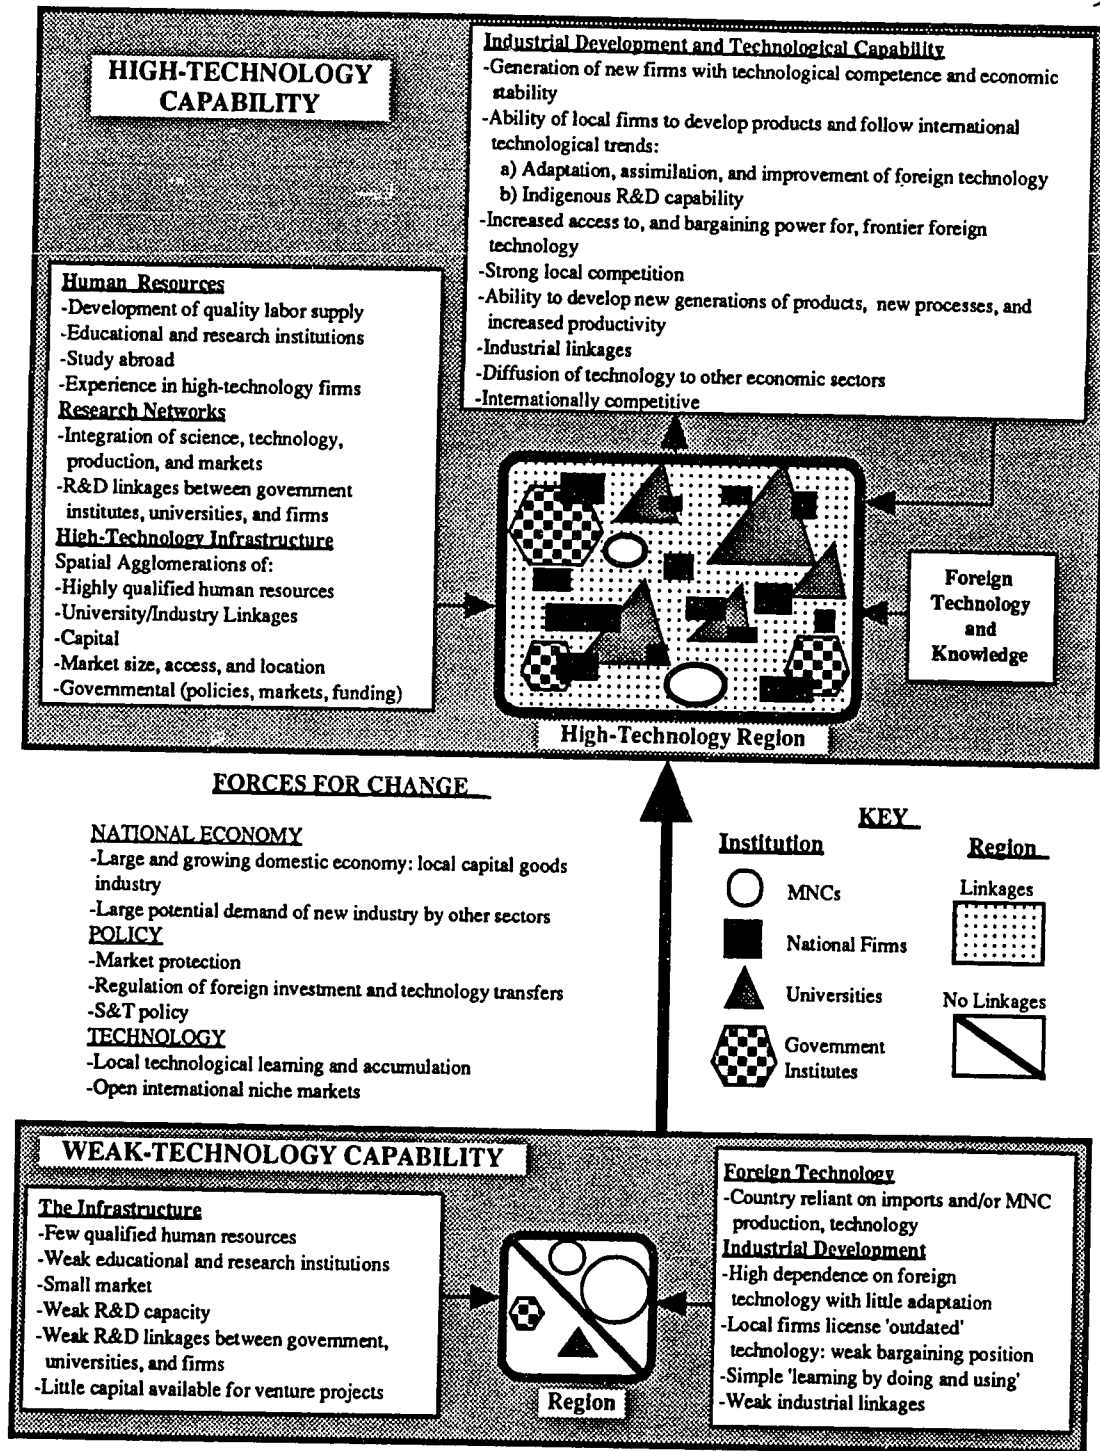 HIGH-TECHNOLOGY
CAPABILITY
Industrial Development and Technological Capability
-Generation of new firms with technological competence and economic
stability
-Ability of local firms to develop products and follow international
technological trends:
a) Adaptation, assimilation, and improvement of foreign technology
b) Indigenous R&D capability
-Increased access to, and bargaining power for, frontier foreign
technology
-Strong local competition
-Ability to develop new generations of products, new processes, and
increased productivity
-Industrial linkages
-Diffusion of technology to other economic sectors
-Internationally competitive
Human Resources
-Development of quality labor supply
-Educational and research institutions
-Study abroad
-Experience in high-technology firms
Research Networks
-Integration of science, technology,
production, and markets
-R&D linkages between government
institutes, universities, and firms
High-Technology Infrastructure
Spatial Agglomerations of:
-Highly qualified human resources
-University/Industry Linkages
-Capital
-Market size, access, and location
-Governmental (policies, markets, funding)
Foreign
Technology
and
Knowledge
High-Technology Region
FORCES FOR CHANGE
NATIONAL ECONOMY
-Large and growing domestic economy: local capital goods
industry
-Large potential demand of new industry by other sectors
POLICY
-Market protection
-Regulation of foreign investment and technology transfers
-S&T policy
TECHNOLOGY
-Local technological learning and accumulation
-Open international niche markets
KEY
Institution
MNCs
National Firms
Universities
Government
Institutes
Region
Linkages
No Linkages
WEAK-TECHNOLOGY CAPABILITY
The Infrastructure
-Few qualified human resources
-Weak educational and research institutions
-Small market
-Weak R&D capacity
-Weak R&D linkages between government,
universities, and firms
-Little capital available for venture projects
Region
Foreign Technology
-Country reliant on imports and/or MNC
production, technology
Industrial Development
-High dependence on foreign
technology with little adaptation
-Local firms license 'outdated'
technology: weak bargaining position
-Simple 'learning by doing and using'
-Weak industrial linkages